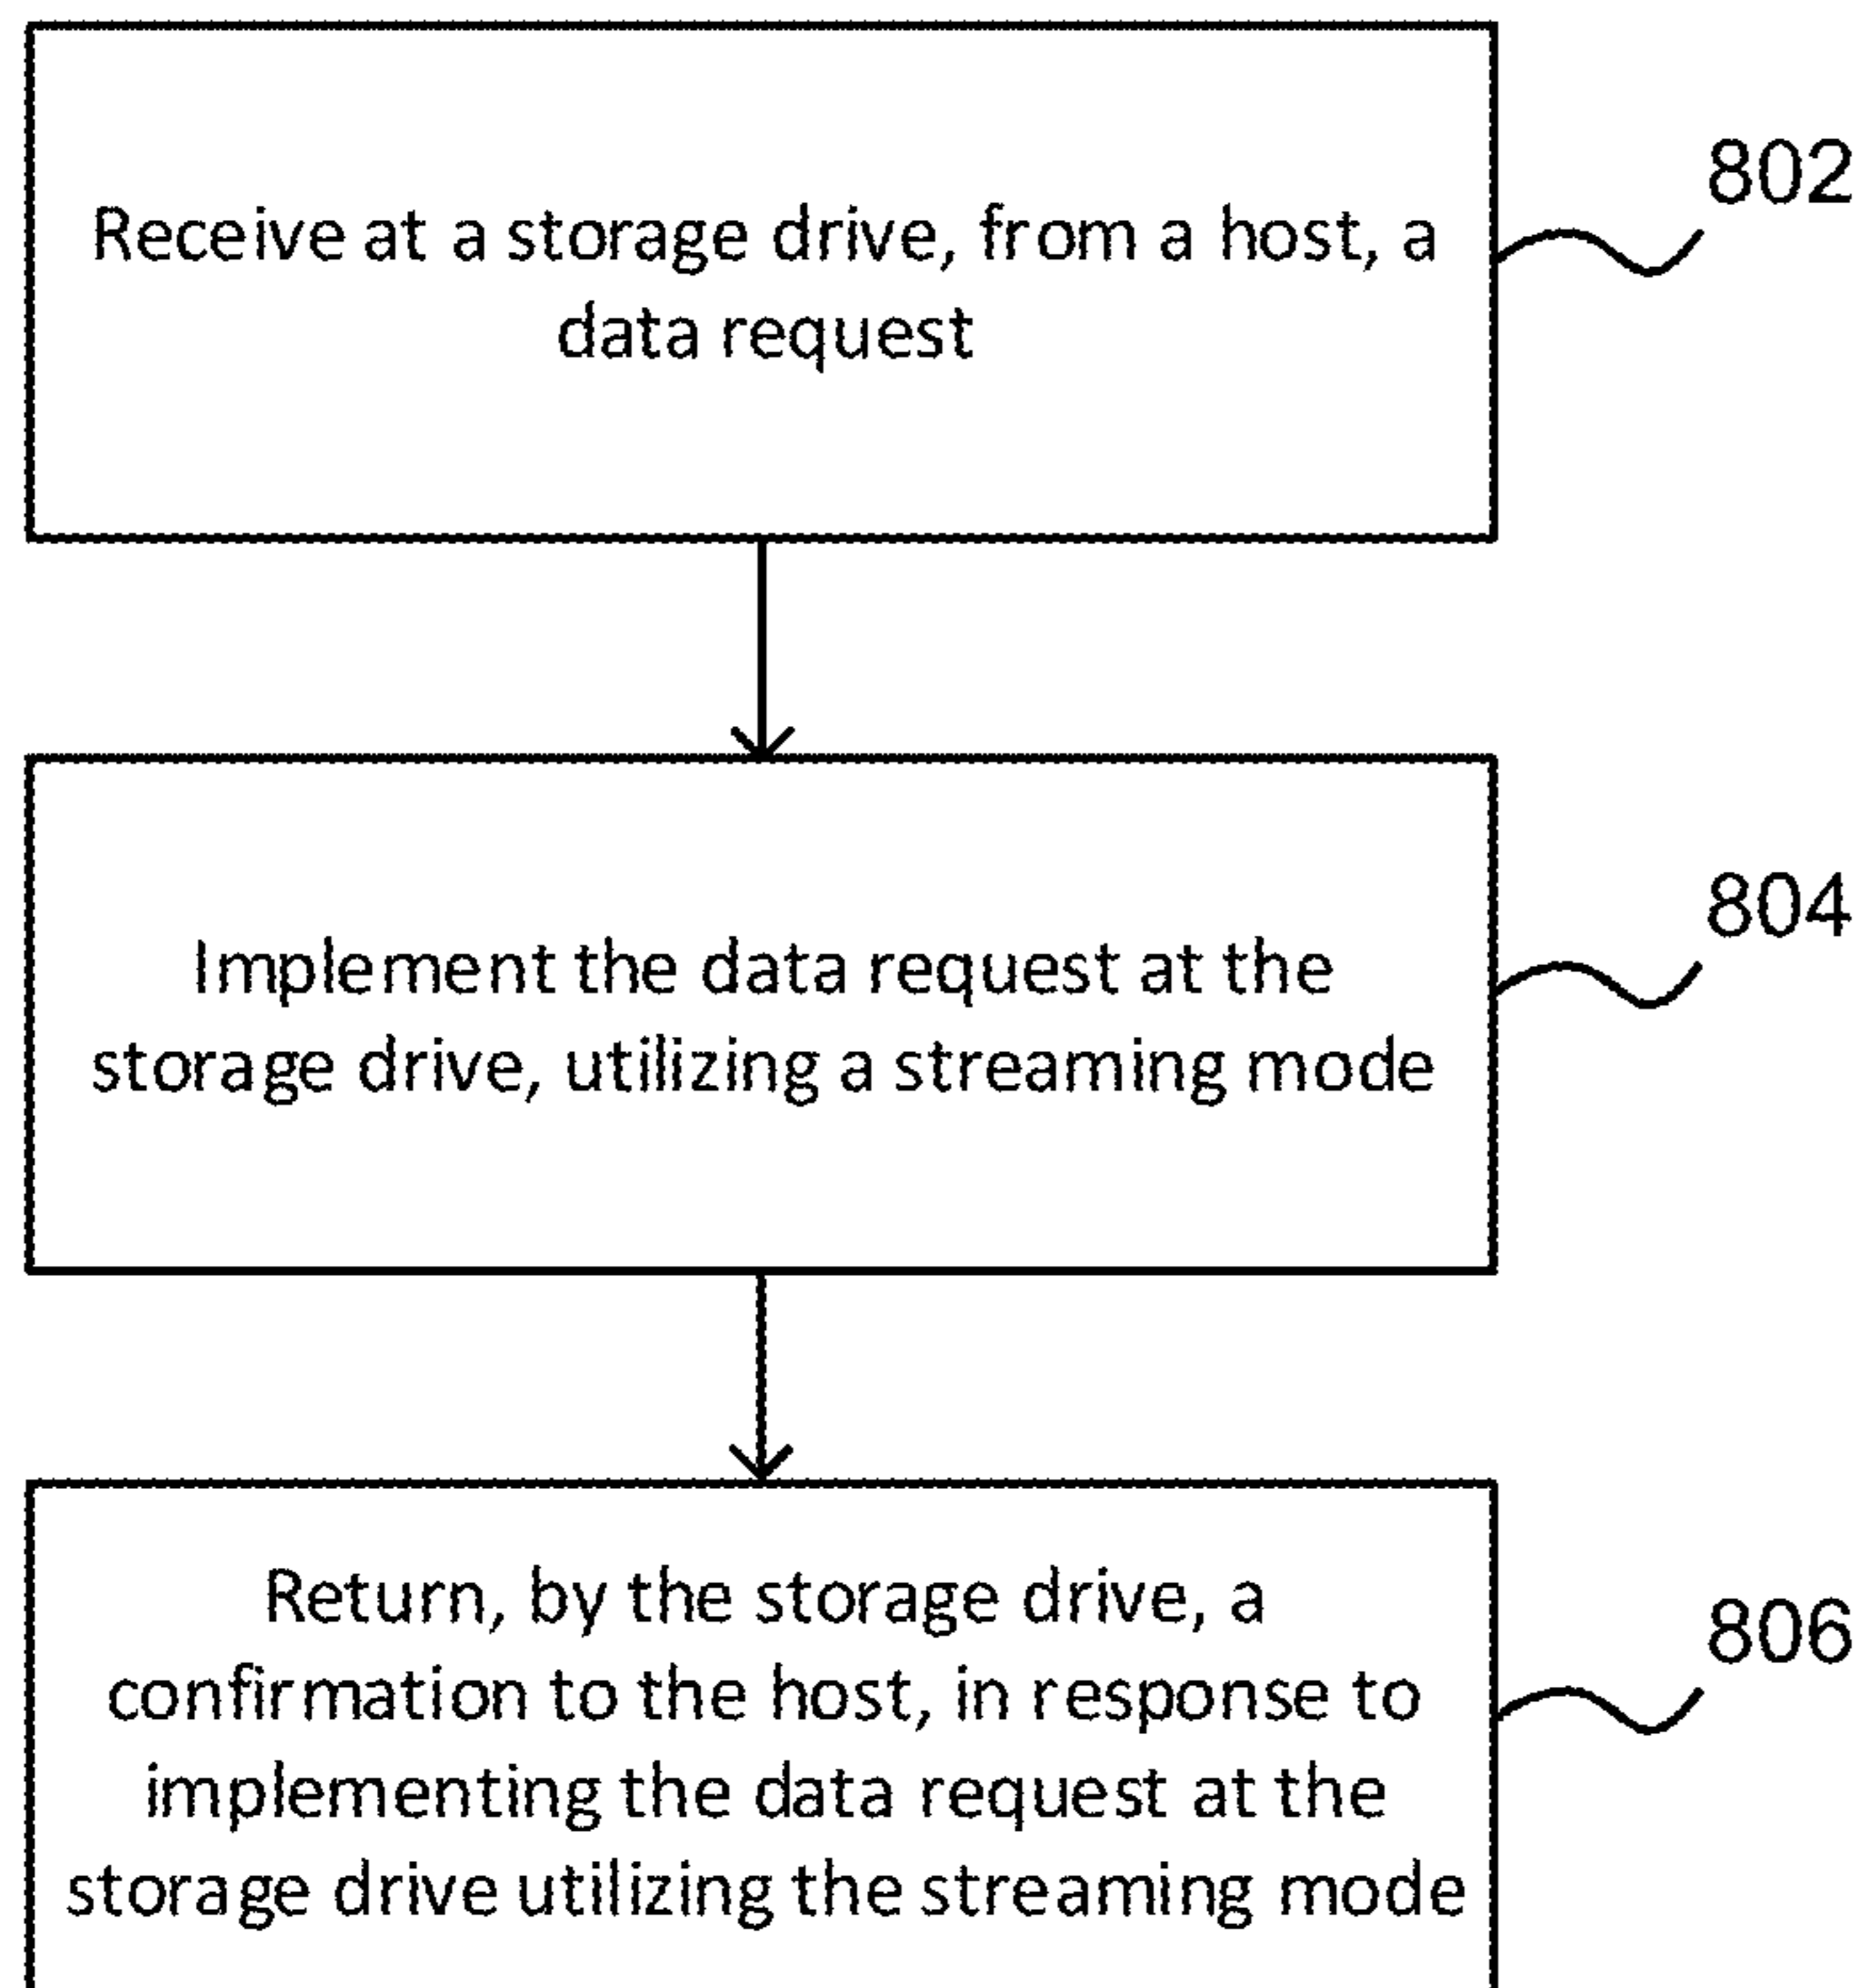 802
Receive at a storage drive, from a host, a
data request
804
Implement the data request at the
storage drive, utilizing a streaming mode
806
Return, by the storage drive, a
confirmation to the host, in response to
implementing the data request at the
storage drive utilizing the streaming mode